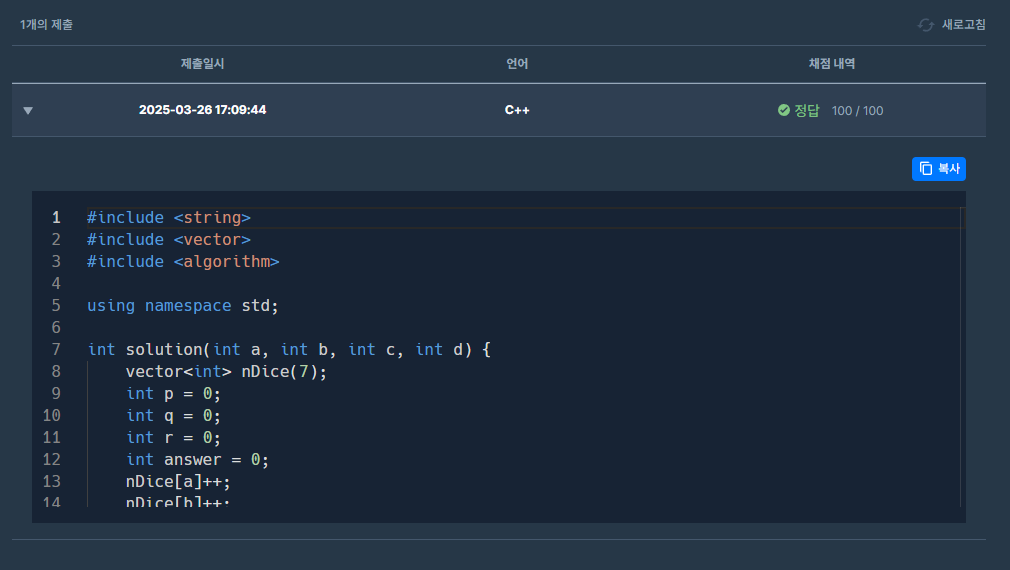 1개의 제출
새로고침
제출일시 언어 채점 내역
2025-03-26 17:09:44 C++ 정답 100 / 100
복사
1 #include <string>
2 #include <vector>
3 #include <algorithm>
4
5 using namespace std;
6
7 int solution(int a, int b, int c, int d) {
8 vector<int> nDice(7);
9 int p = 0;
10 int q = 0;
11 int r = 0;
12 int answer = 0;
13 nDice[a]++;
14 nDice[b]++;